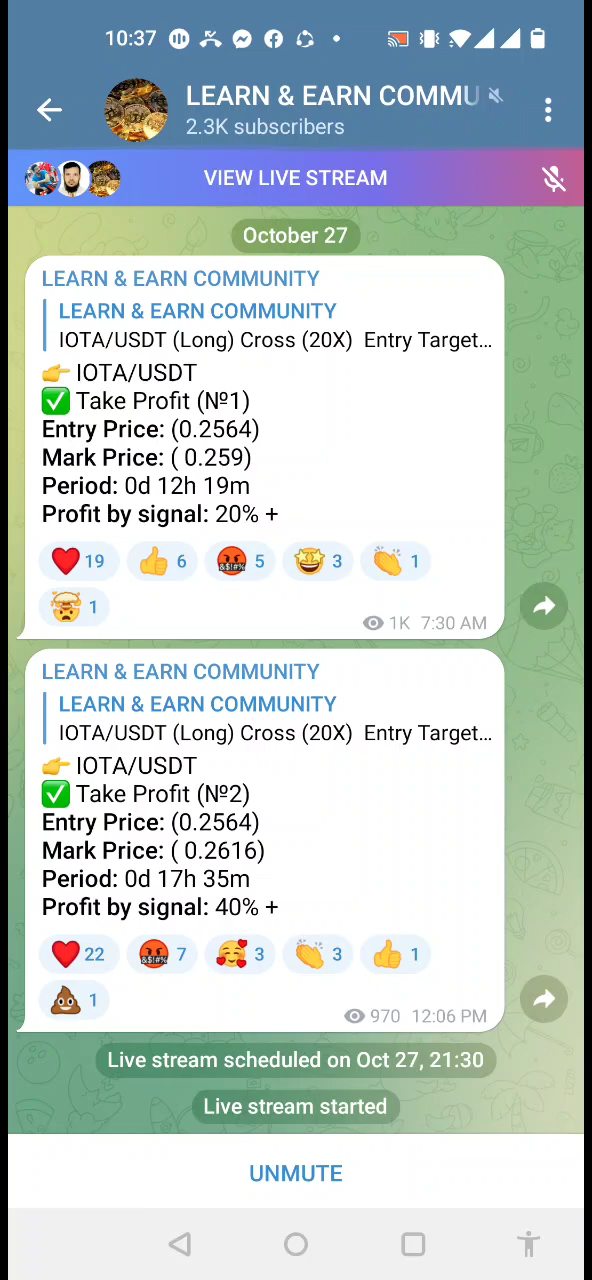 10:37
LEARN & EARN COMMU
2.3K subscribers
VIEW LIVE STREAM
October 27
LEARN & EARN COMMUNITY
LEARN & EARN COMMUNITY
IOTA/USDT (Long) Cross (20X)  Entry Target...
👉 IOTA/USDT
✅ Take Profit (№1)
Entry Price: (0.2564)
Mark Price: ( 0.259)
Period: 0d 12h 19m
Profit by signal: 20% +
❤️ 19 👍 6 🤬 5 🤩 3 👏 1
🤯 1
1K 7:30 AM
LEARN & EARN COMMUNITY
LEARN & EARN COMMUNITY
IOTA/USDT (Long) Cross (20X)  Entry Target...
👉 IOTA/USDT
✅ Take Profit (№2)
Entry Price: (0.2564)
Mark Price: ( 0.2616)
Period: 0d 17h 35m
Profit by signal: 40% +
❤️ 22 🤬 7 🥰 3 👏 3 👍 1
💩 1
970 12:06 PM
Live stream scheduled on Oct 27, 21:30
Live stream started
UNMUTE